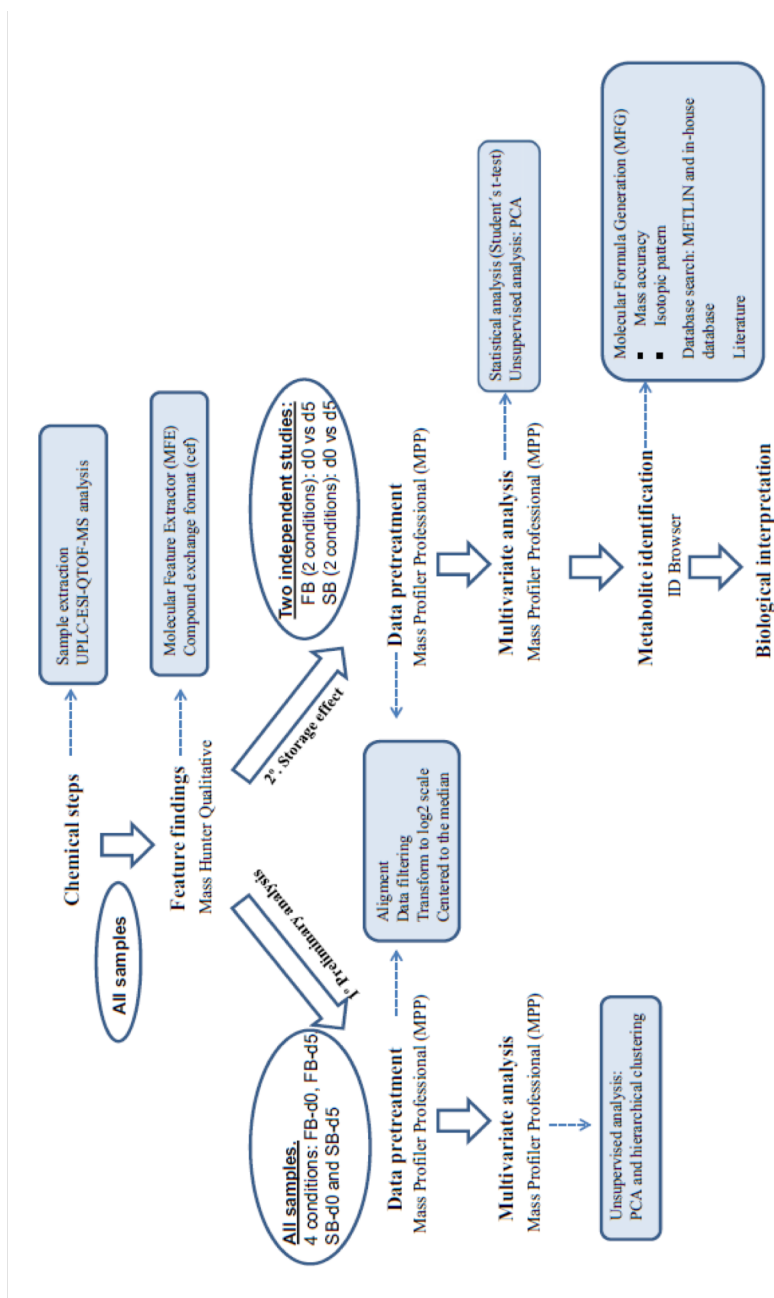 All samples
Chemical steps
Sample extraction
UPLC-ESI-QTOF-MS analysis
Feature findings
Mass Hunter Qualitative
Molecular Feature Extractor (MFE)
Compound exchange format (cef)
1º Preliminary analysis
2º. Storage effect
All samples.
4 conditions: FB-d0, FB-d5
SB-d0 and SB-d5
Data pretreatment
Mass Profiler Professional (MPP)
Aligment
Data filtering
Transform to log2 scale
Centered to the median
Multivariate analysis
Mass Profiler Professional (MPP)
Unsupervised analysis:
PCA and hierarchical clustering
Two independent studies:
FB (2 conditions): d0 vs d5
SB (2 conditions): d0 vs d5
Data pretreatment
Mass Profiler Professional (MPP)
Multivariate analysis
Mass Profiler Professional (MPP)
Statistical analysis (Student´s t-test)
Unsupervised analysis: PCA
Metabolite identification
ID Browser
Molecular Formula Generation (MFG)
▪ Mass accuracy
▪ Isotopic pattern
Database search: METLIN and in-house
database
Literature
Biological interpretation